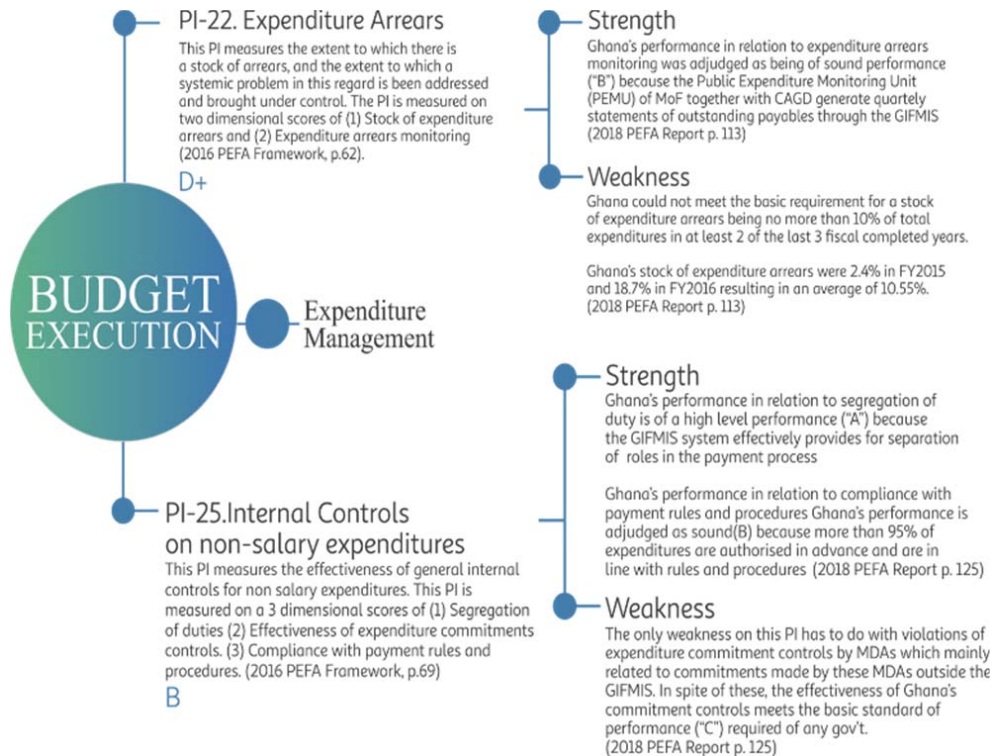 PI-22. Expenditure Arrears
This PI measures the extent to which there is
a stock of arrears, and the extent to which a
systemic problem in this regard is been addressed
and brought under control. The PI is measured on
two dimensional scores of (1) Stock of expenditure
arrears and (2) Expenditure arrears monitoring
(2016 PEFA Framework, p.62).
D+
Strength
Ghana's performance in relation to expenditure arrears
monitoring was adjudged as being of sound performance
("B") because the Public Expenditure Monitoring Unit
(PEMU) of MoF together with CAGD generate quartely
statements of outstanding payables through the GIFMIS
(2018 PEFA Report p. 113)
Weakness
Ghana could not meet the basic requirement for a stock
of expenditure arrears being no more than 10% of total
expenditures in at least 2 of the last 3 fiscal completed years.
Ghana's stock of expenditure arrears were 2.4% in FY2015
and 18.7% in FY2016 resulting in an average of 10.55%.
(2018 PEFA Report p. 113)
BUDGET
EXECUTION
Expenditure
Management
PI-25.Internal Controls
on non-salary expenditures
This PI measures the effectiveness of general internal
controls for non salary expenditures. This PI is
measured on a 3 dimensional scores of (1) Segregation
of duties (2) Effectiveness of expenditure commitments
controls. (3) Compliance with payment rules and
procedures. (2016 PEFA Framework, p.69)
B
Strength
Ghana's performance in relation to segregation of
duty is of a high level performance ("A") because
the GIFMIS system effectively provides for separation
of roles in the payment process
Ghana's performance in relation to compliance with
payment rules and procedures Ghana's performance is
adjudged as sound(B) because more than 95% of
expenditures are authorised in advance and are in
line with rules and procedures (2018 PEFA Report p. 125)
Weakness
The only weakness on this PI has to do with violations of
expenditure commitment controls by MDAs which mainly
related to commitments made by these MDAs outside the
GIFMIS. In spite of these, the effectiveness of Ghana's
commitment controls meets the basic standard of
performance ("C") required of any gov't.
(2018 PEFA Report p. 125)